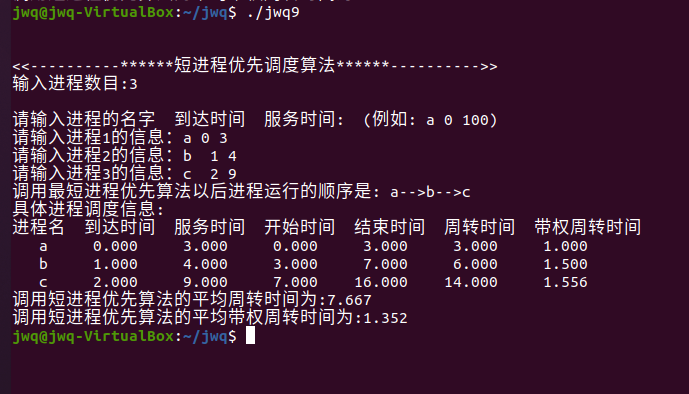 jwq@jwq-VirtualBox:~/jwq$ ./jwq9
<<----------******短进程优先调度算法******---------->>
输入进程数目:3
请输入进程的名字 到达时间 服务时间: (例如: a 0 100)
请输入进程1的信息: a 0 3
请输入进程2的信息: b  1 4
请输入进程3的信息: c  2 9
调用最短进程优先算法以后进程运行的顺序是: a-->b-->c
具体进程调度信息:
进程名 到达时间 服务时间 开始时间 结束时间 周转时间 带权周转时间
a 0.000 3.000 0.000 3.000 3.000 1.000
b 1.000 4.000 3.000 7.000 6.000 1.500
c 2.000 9.000 7.000 16.000 14.000 1.556
调用短进程优先算法的平均周转时间为:7.667
调用短进程优先算法的平均带权周转时间为:1.352
jwq@jwq-VirtualBox:~/jwq$